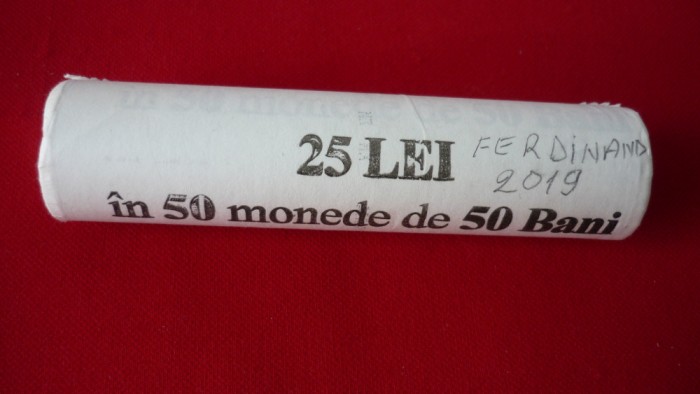 25 LEI
FERDINAND
2019
în 50 monede de 50 Bani